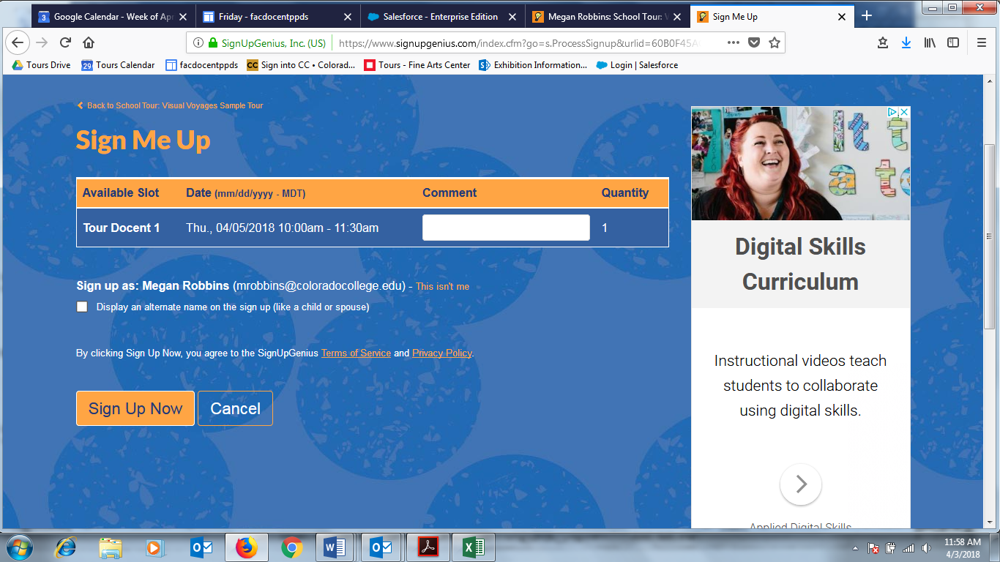 Google Calendar - Week of Ap
Friday - facdocentppds
Salesforce - Enterprise Edition
Megan Robbins: School Tour:
Sign Me Up
SignUpGenius, Inc. (US)
https://www.signupgenius.com/index.cfm?go=s.ProcessSignup&urlid=60B0F45A
Tours Drive
29 Tours Calendar
facdocentppds
CC Sign into CC • Colorad...
Tours - Fine Arts Center
Exhibition Information...
Login | Salesforce
Back to School Tour: Visual Voyages Sample Tour
Sign Me Up
Available Slot Date (mm/dd/yyyy - MDT) Comment Quantity
Tour Docent 1 Thu., 04/05/2018 10:00am - 11:30am 1
Sign up as: Megan Robbins (mrobbins@coloradocollege.edu) - This isn't me
Display an alternate name on the sign up (like a child or spouse)
By clicking Sign Up Now, you agree to the SignUpGenius Terms of Service and Privacy Policy.
Sign Up Now Cancel
Digital Skills
Curriculum
Instructional videos teach
students to collaborate
using digital skills.
Applied Digital Skills
11:58 AM
4/3/2018